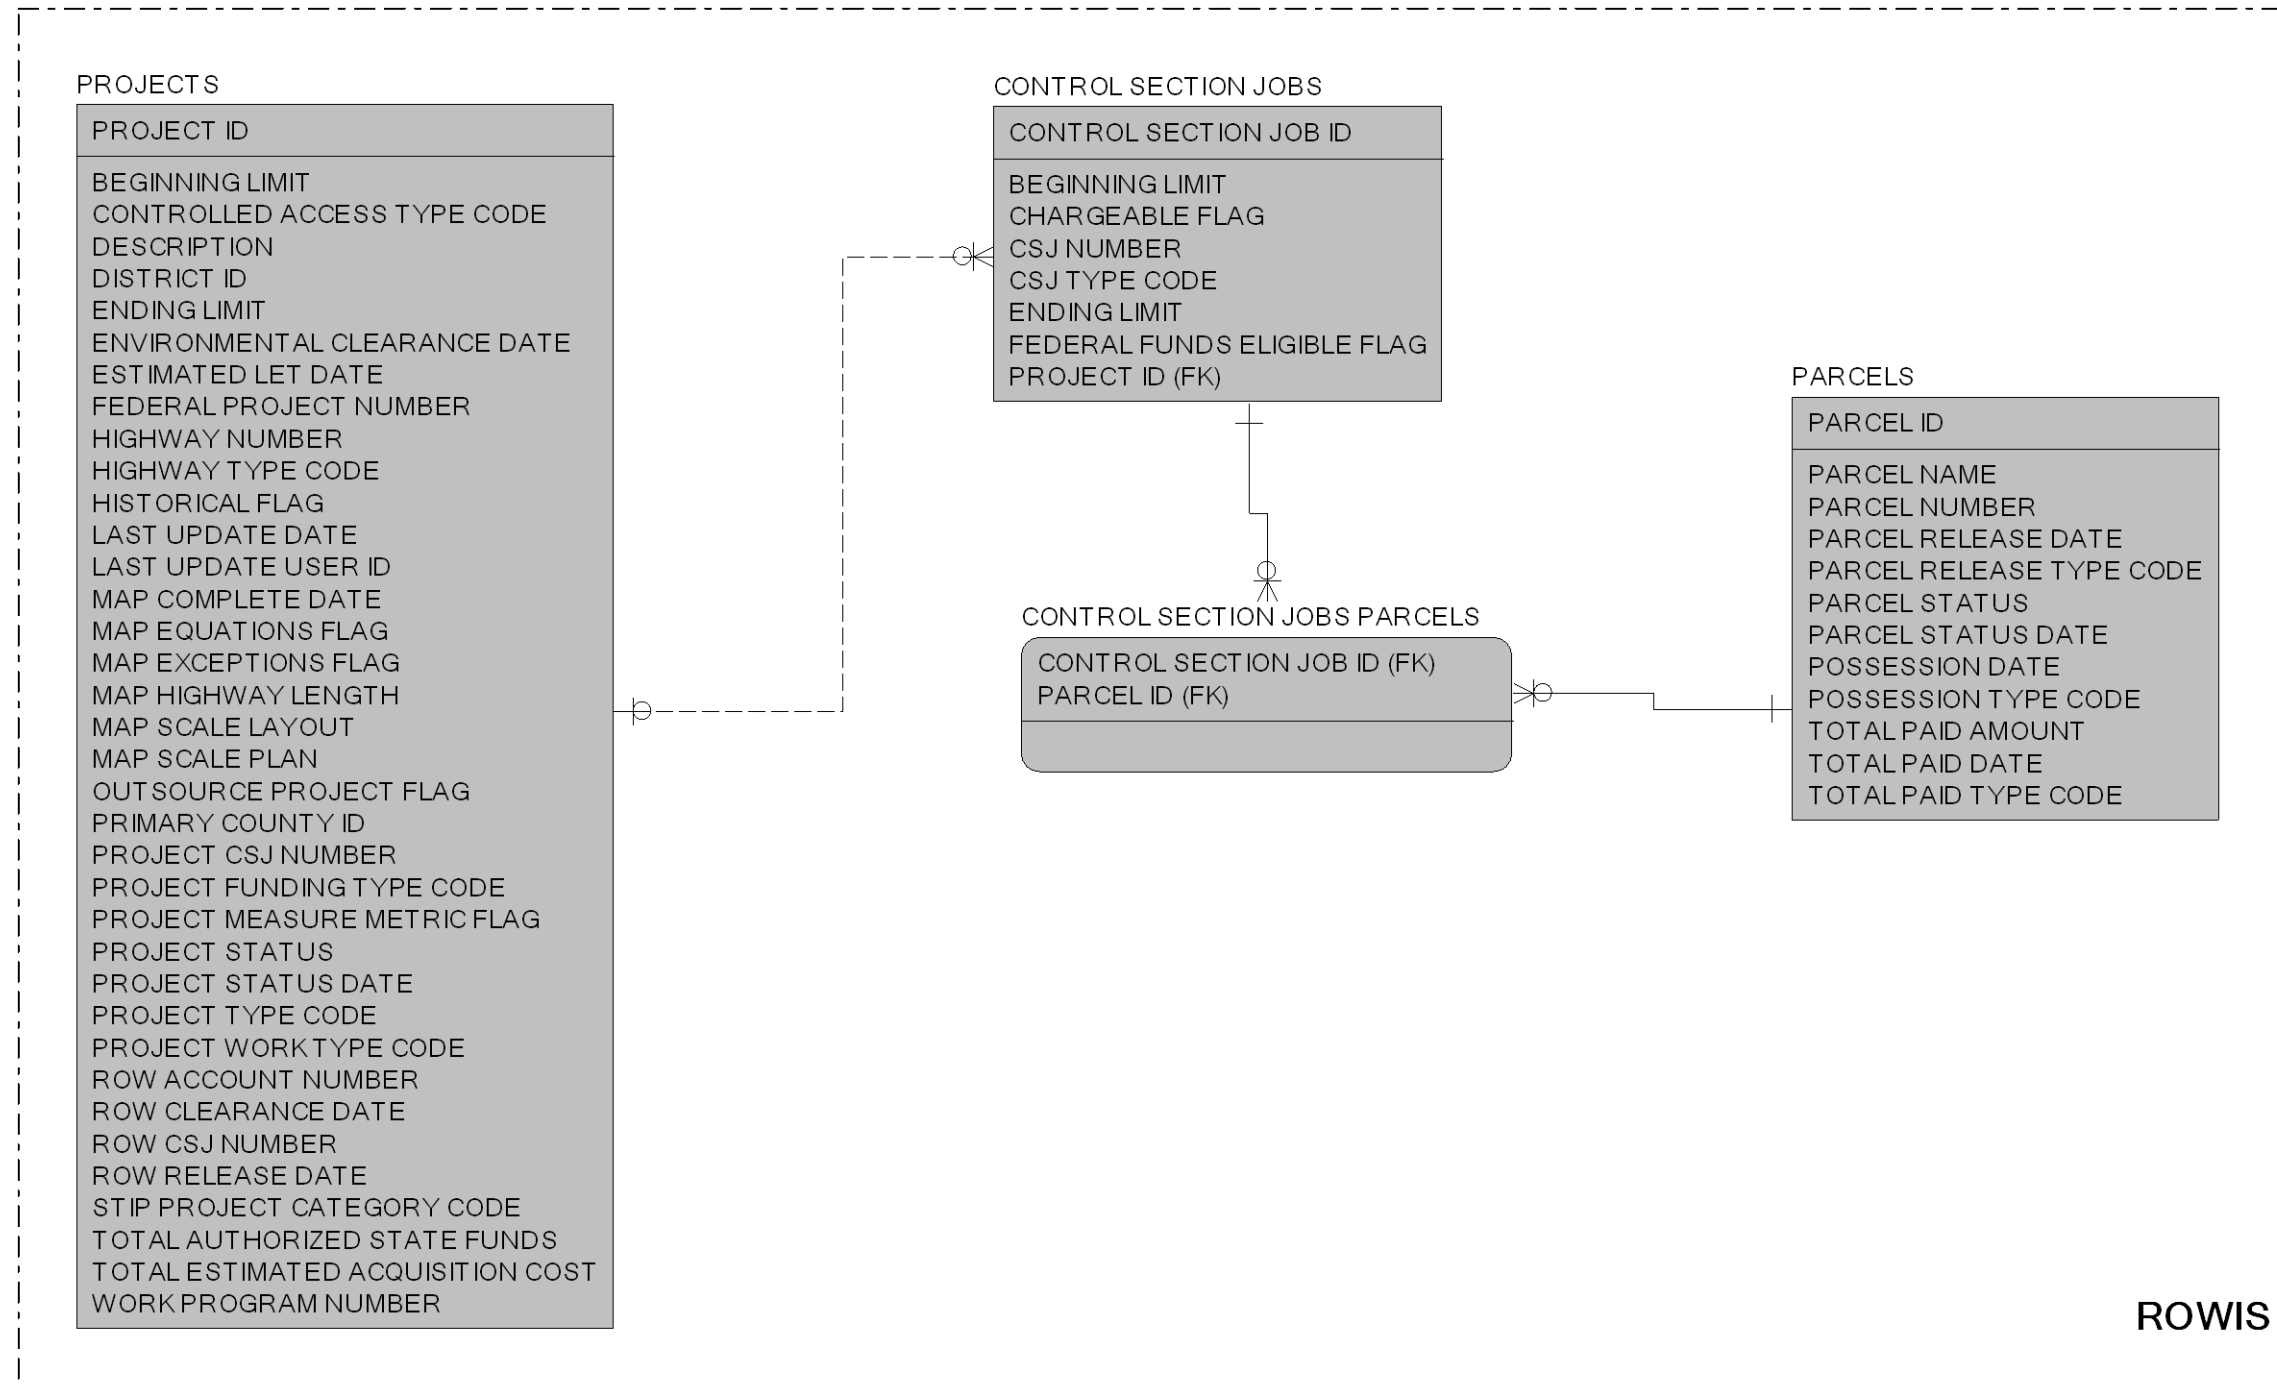 PROJECTS
PROJECT ID
BEGINNING LIMIT
CONTROLLED ACCESS TYPE CODE
DESCRIPTION
DISTRICT ID
ENDING LIMIT
ENVIRONMENTAL CLEARANCE DATE
ESTIMATED LET DATE
FEDERAL PROJECT NUMBER
HIGHWAY NUMBER
HIGHWAY TYPE CODE
HISTORICAL FLAG
LAST UPDATE DATE
LAST UPDATE USER ID
MAP COMPLETE DATE
MAP EQUATIONS FLAG
MAP EXCEPTIONS FLAG
MAP HIGHWAY LENGTH
MAP SCALE LAYOUT
MAP SCALE PLAN
OUTSOURCE PROJECT FLAG
PRIMARY COUNTY ID
PROJECT CSJ NUMBER
PROJECT FUNDING TYPE CODE
PROJECT MEASURE METRIC FLAG
PROJECT STATUS
PROJECT STATUS DATE
PROJECT TYPE CODE
PROJECT WORK TYPE CODE
ROW ACCOUNT NUMBER
ROW CLEARANCE DATE
ROW CSJ NUMBER
ROW RELEASE DATE
STIP PROJECT CATEGORY CODE
TOTAL AUTHORIZED STATE FUNDS
TOTAL ESTIMATED ACQUISITION COST
WORK PROGRAM NUMBER
CONTROL SECTION JOBS
CONTROL SECTION JOB ID
BEGINNING LIMIT
CHARGEABLE FLAG
CSJ NUMBER
CSJ TYPE CODE
ENDING LIMIT
FEDERAL FUNDS ELIGIBLE FLAG
PROJECT ID (FK)
CONTROL SECTION JOBS PARCELS
CONTROL SECTION JOB ID (FK)
PARCEL ID (FK)
PARCELS
PARCEL ID
PARCEL NAME
PARCEL NUMBER
PARCEL RELEASE DATE
PARCEL RELEASE TYPE CODE
PARCEL STATUS
PARCEL STATUS DATE
POSSESSION DATE
POSSESSION TYPE CODE
TOTAL PAID AMOUNT
TOTAL PAID DATE
TOTAL PAID TYPE CODE
ROWIS